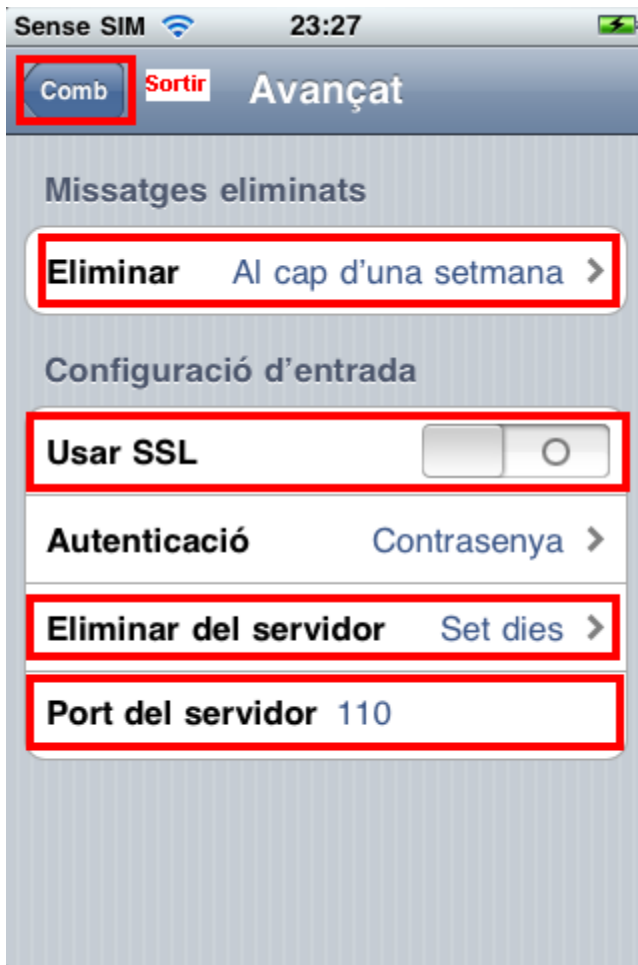 Sense SIM 23:27
Comb Sortir Avançat
Missatges eliminats
Eliminar Al cap d'una setmana
Configuració d'entrada
Usar SSL
Autenticació Contrasenya
Eliminar del servidor Set dies
Port del servidor 110